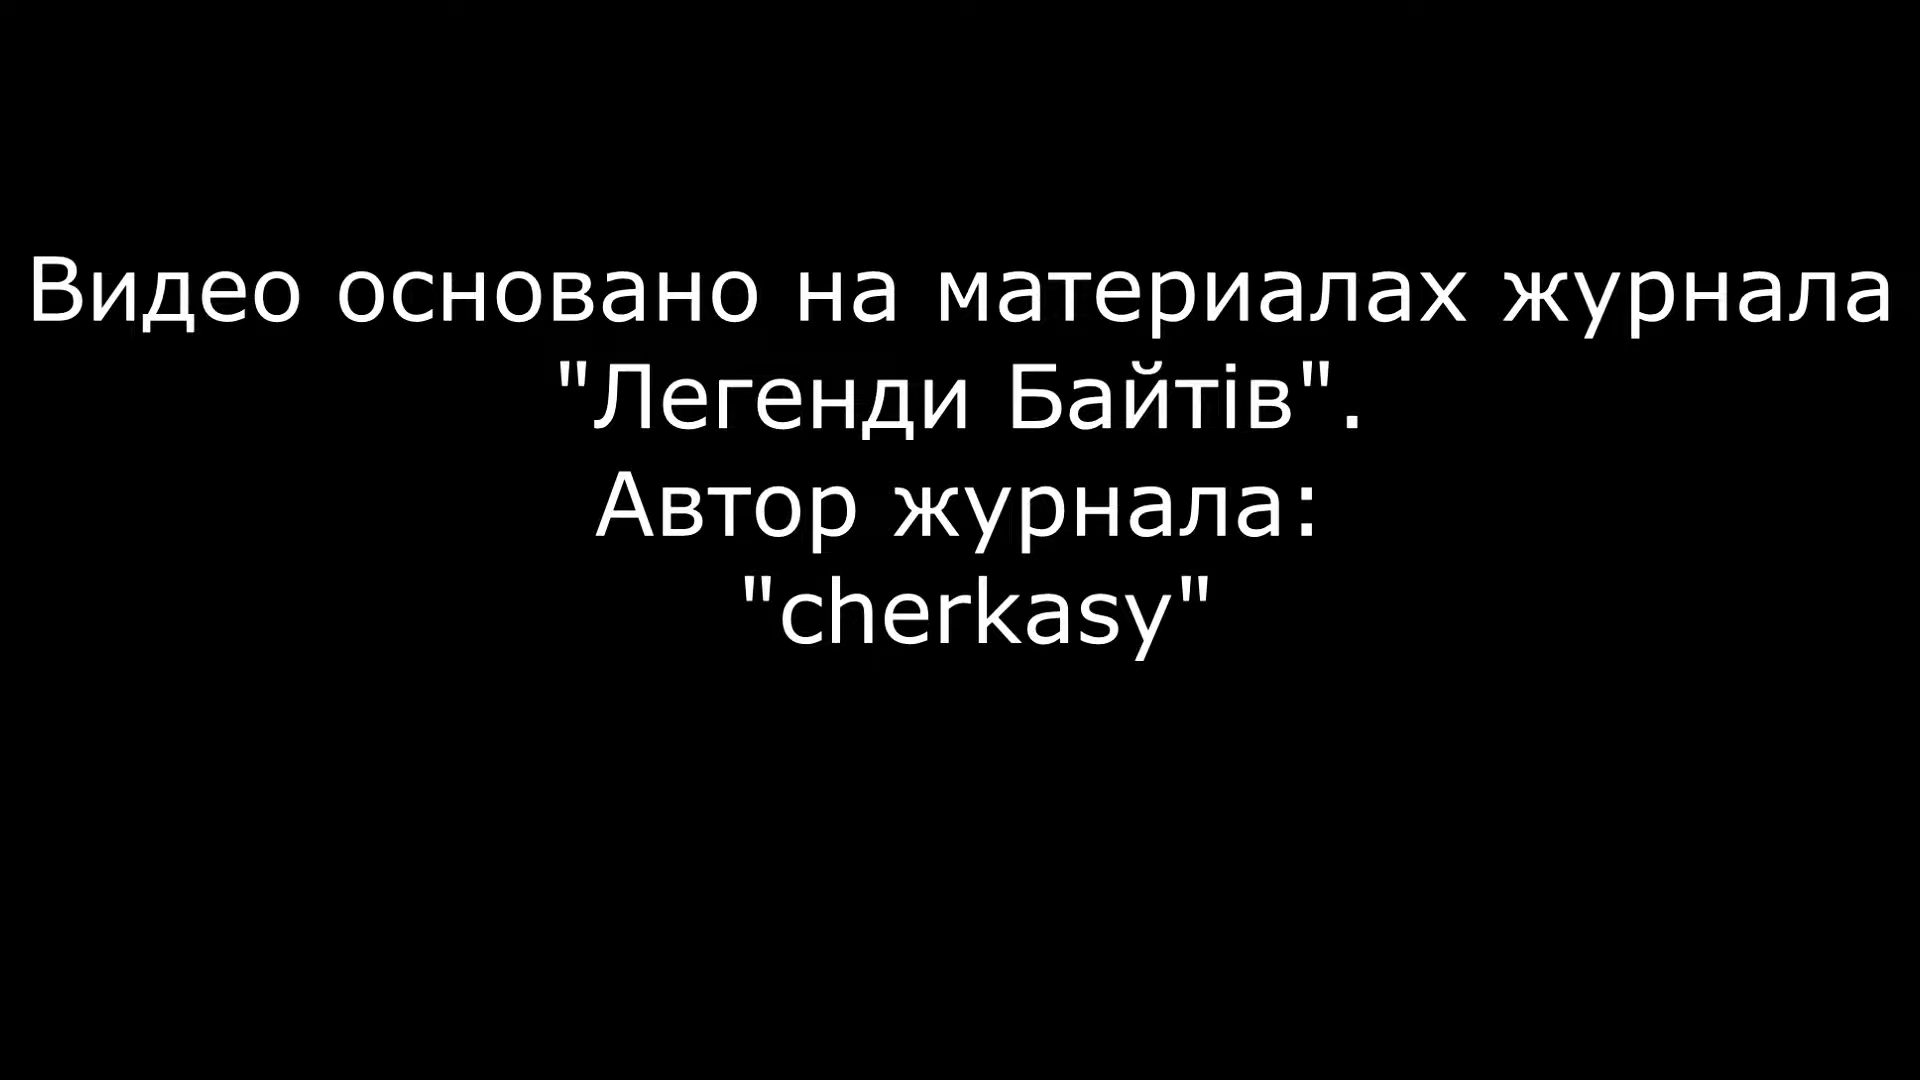 Видео основано на материалах журнала
"Легенди Байтів".
Автор журнала:
"cherkasy"